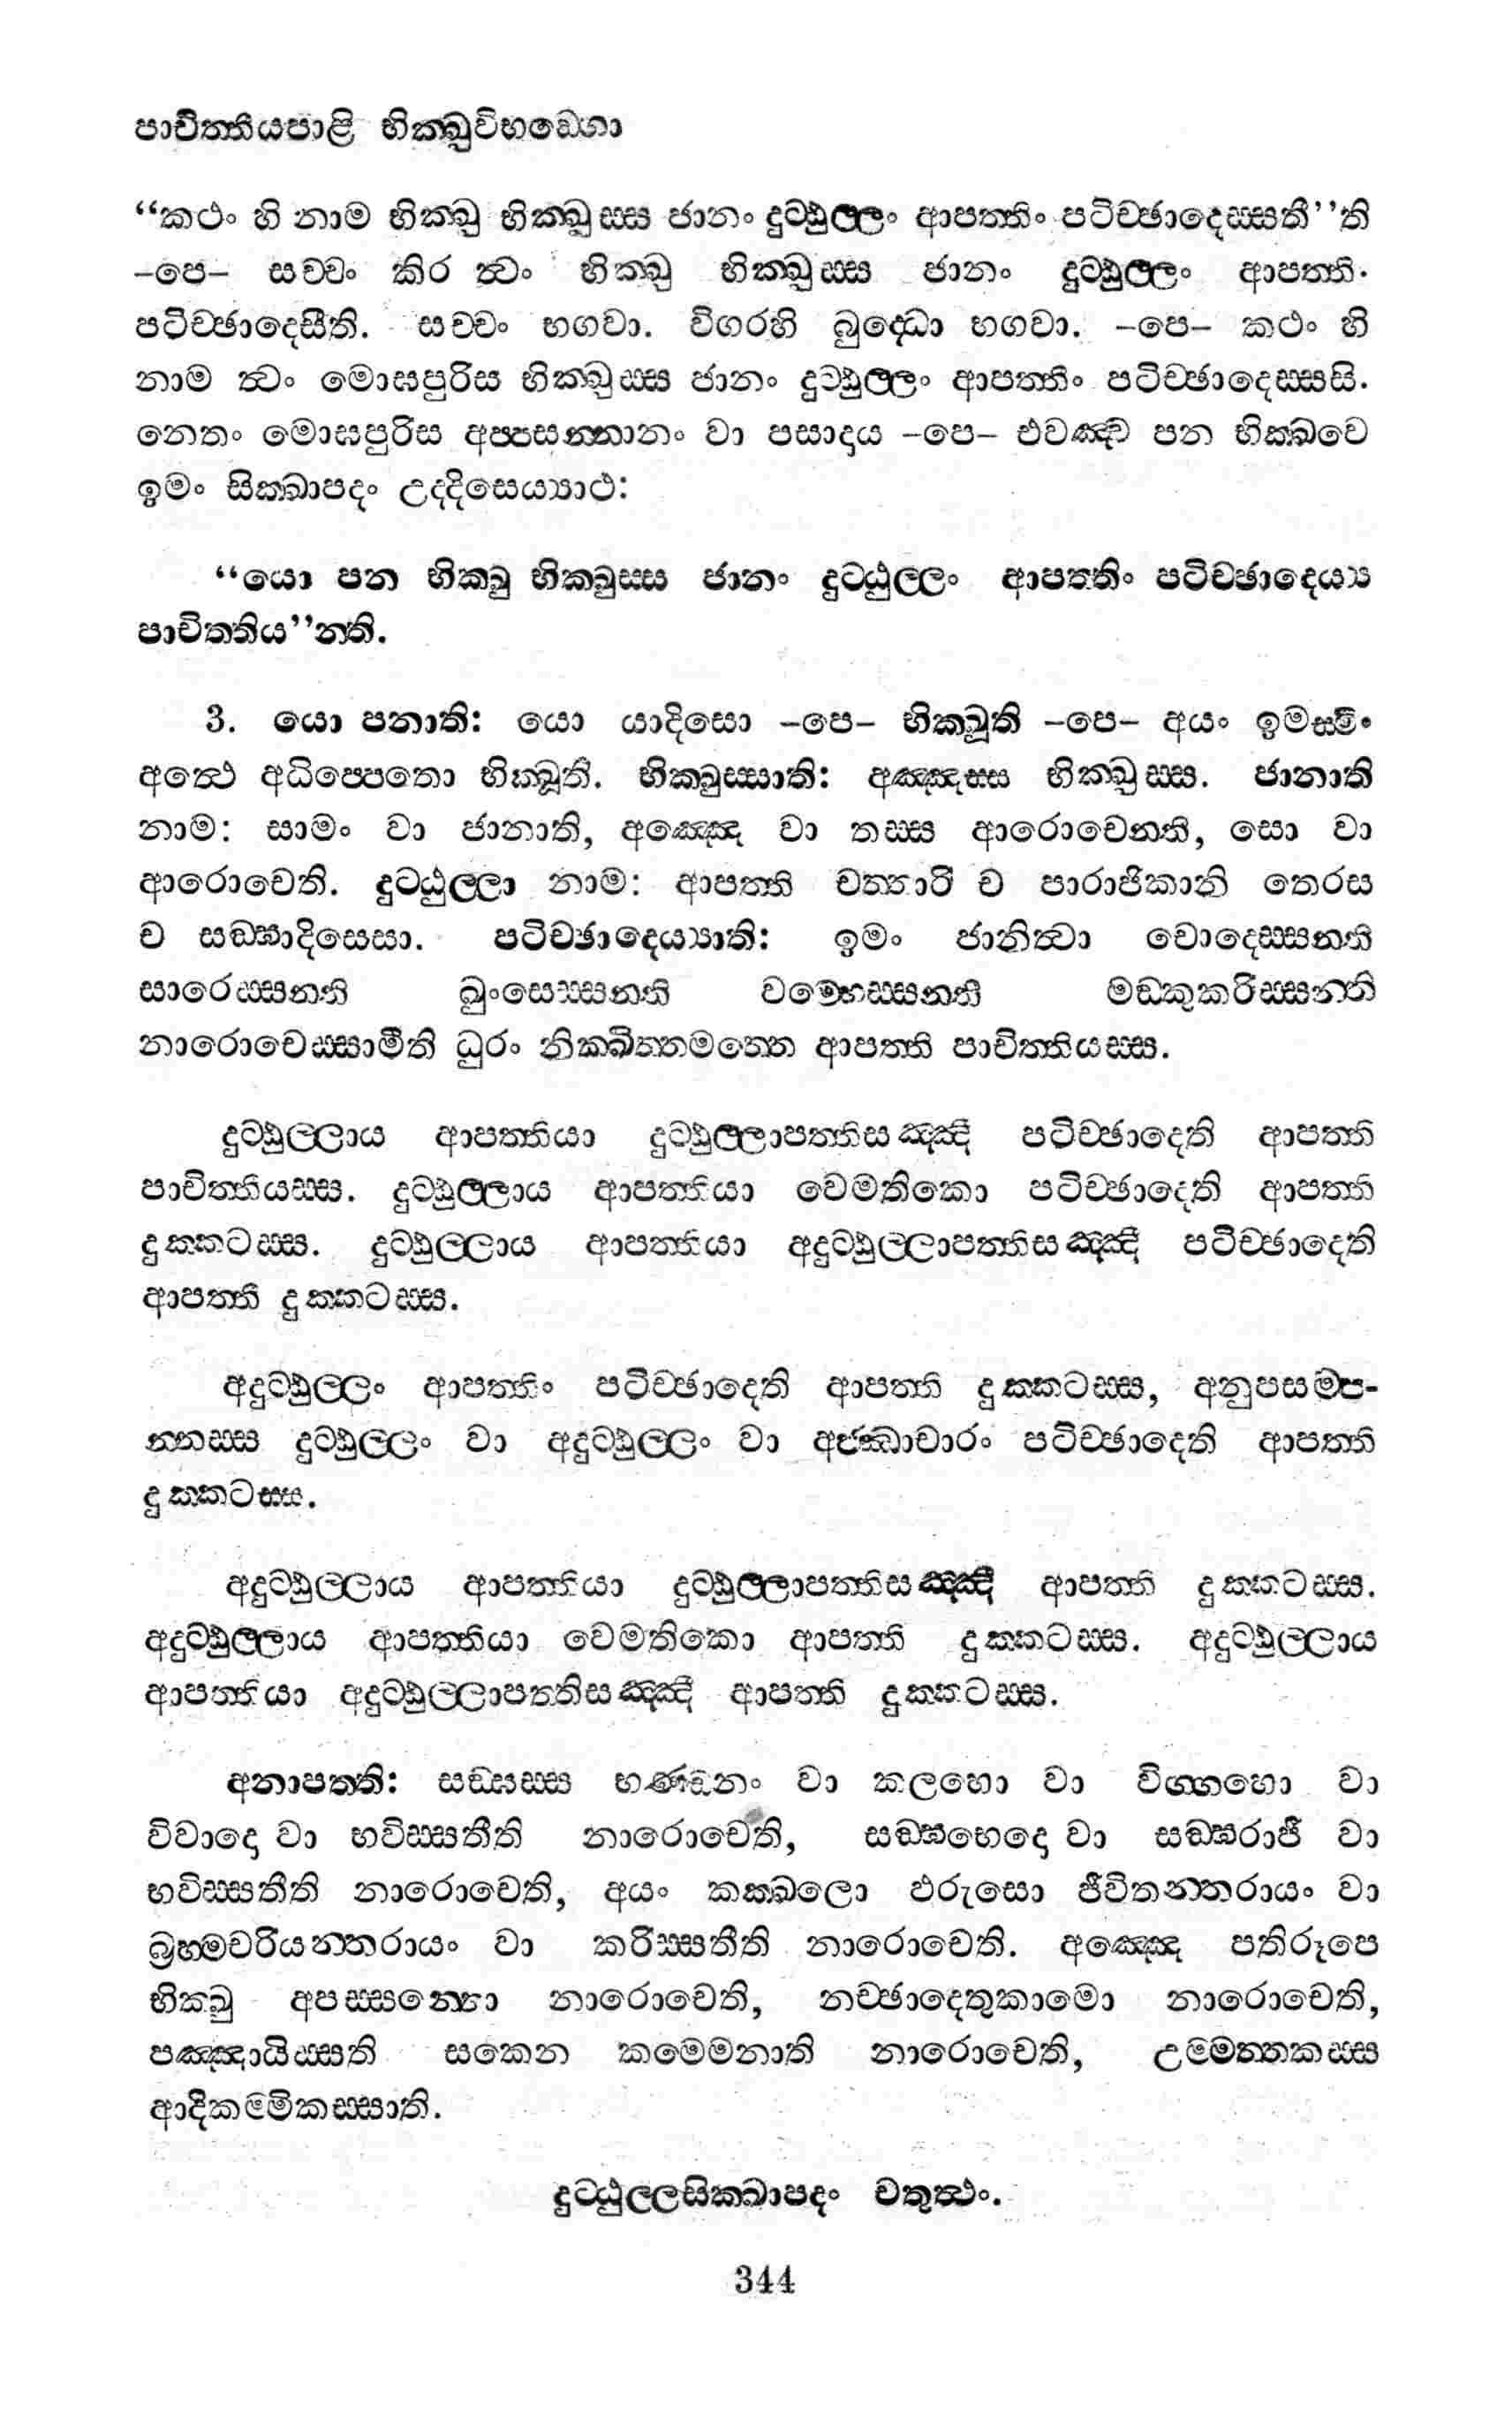 පාචිත්තියපාළි භික්ඛුවිභඞ්ගො
“කථං හි නාම භික්ඛු භික්ඛුස්ස ජානං දුට්ඨුල්ලං ආපත්තිං පටිච්ඡාදෙස්සතී”ති
–පෙ– සච්චං කිර ත්වං භික්ඛු භික්ඛුස්ස ජානං දුට්ඨුල්ලං ආපත්තිං
පටිච්ඡාදෙසීති. සච්චං භගවා. විගරහි බුද්ධො භගවා. –පෙ– කථං හි
නාම ත්වං මොඝපුරිස භික්ඛුස්ස ජානං දුට්ඨුල්ලං ආපත්තිං පටිච්ඡාදෙස්සසි.
නෙතං මොඝපුරිස අප්පසන්නානං වා පසාදාය –පෙ– එවඤ්ච පන භික්ඛවෙ
ඉමං සික්ඛාපදං උද්දිසෙය්‍යාථ:
“යො පන භික්ඛු භික්ඛුස්ස ජානං දුට්ඨුල්ලං ආපත්තිං පටිච්ඡාදෙය්‍ය
පාචිත්තිය”න්ති.
3. යො පනාති: යො යාදිසො –පෙ– භික්ඛූති –පෙ– අයං ඉමස්මිං
අත්ථෙ අධිප්පෙතො භික්ඛූති. භික්ඛුස්සාති: අඤ්ඤස්ස භික්ඛුස්ස. ජානාති
නාම: සාමං වා ජානාති, අඤ්ඤෙ වා තස්ස ආරොචෙන්ති, සො වා
ආරොචෙති. දුට්ඨුල්ලා නාම: ආපත්ති චත්තාරි ච පාරාජිකානි තෙරස
ච සඞ්ඝාදිසෙසා. පටිච්ඡාදෙය්‍යාති: ඉමං ජානිත්වා චොදෙස්සන්ති
සාරෙස්සන්ති ඛුංසෙස්සන්ති වම්භෙස්සන්ති මඞ්කුකරිස්සන්ති
නාරොචෙස්සාමීති ධුරං නික්ඛිත්තමත්තෙ ආපත්ති පාචිත්තියස්ස.
දුට්ඨුල්ලාය ආපත්තියා දුට්ඨුල්ලාපත්තිසඤ්ඤී පටිච්ඡාදෙති ආපත්ති
පාචිත්තියස්ස. දුට්ඨුල්ලාය ආපත්තියා වෙමතිකො පටිච්ඡාදෙති ආපත්ති
දුක්කටස්ස. දුට්ඨුල්ලාය ආපත්තියා අදුට්ඨුල්ලාපත්තිසඤ්ඤී පටිච්ඡාදෙති
ආපත්ති දුක්කටස්ස.
අදුට්ඨුල්ලං ආපත්තිං පටිච්ඡාදෙති ආපත්ති දුක්කටස්ස, අනුපසම්ප-
න්නස්ස දුට්ඨුල්ලං වා අදුට්ඨුල්ලං වා අජ්ඣාචාරං පටිච්ඡාදෙති ආපත්ති
දුක්කටස්ස.
අදුට්ඨුල්ලාය ආපත්තියා දුට්ඨුල්ලාපත්තිසඤ්ඤී ආපත්ති දුක්කටස්ස.
අදුට්ඨුල්ලාය ආපත්තියා වෙමතිකො ආපත්ති දුක්කටස්ස. අදුට්ඨුල්ලාය
ආපත්තියා අදුට්ඨුල්ලාපත්තිසඤ්ඤී ආපත්ති දුක්කටස්ස.
අනාපත්ති: සඞ්ඝස්ස භණ්ඩනං වා කලහො වා විග්ගහො වා
විවාදො වා භවිස්සතීති නාරොචෙති, සඞ්ඝභෙදො වා සඞ්ඝරාජි වා
භවිස්සතීති නාරොචෙති, අයං කක්ඛලො ඵරුසො ජීවිතන්තරායං වා
බ්‍රහ්මචරියන්තරායං වා කරිස්සතීති නාරොචෙති. අඤ්ඤෙ පතිරූපෙ
භික්ඛූ අපස්සන්තො නාරොචෙති, නච්ඡාදෙතුකාමො නාරොචෙති,
පඤ්ඤායිස්සති සකෙන කම්මෙනාති නාරොචෙති, උම්මත්තකස්ස
ආදිකම්මිකස්සාති.
දුට්ඨුල්ලසික්ඛාපදං චතුත්ථං.
344